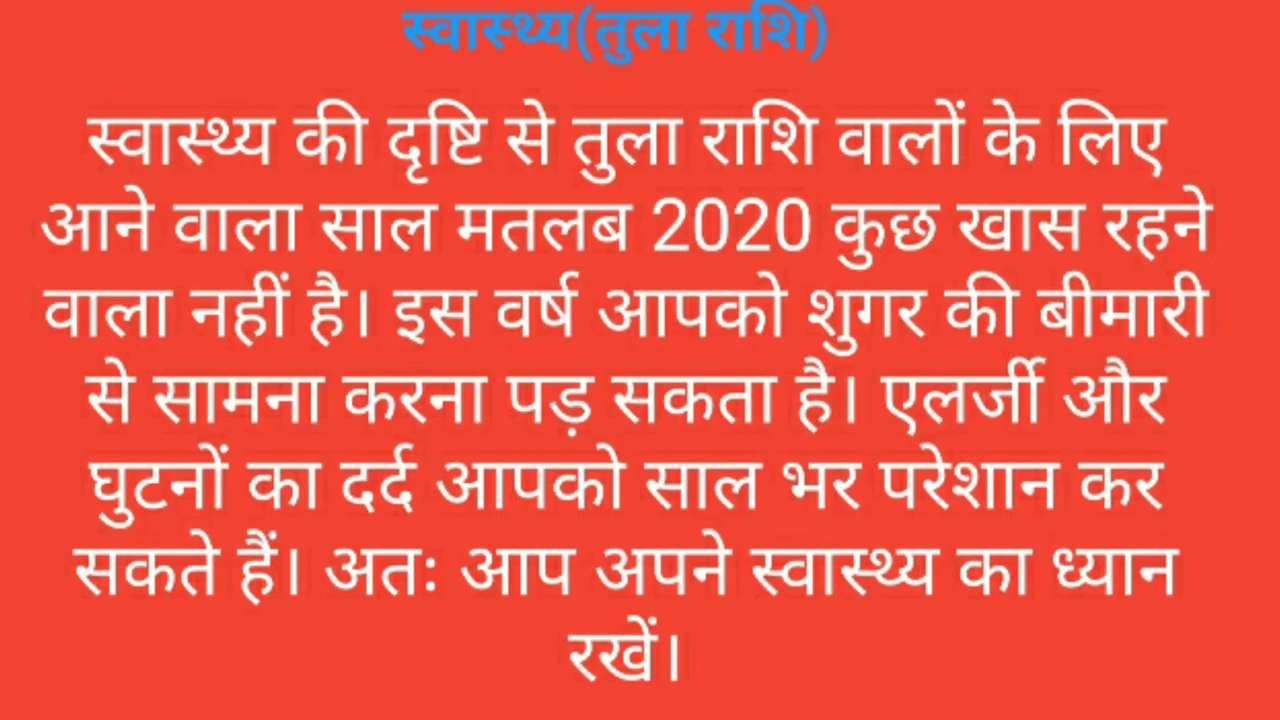 स्वास्थ्य(तुला राशि)
स्वास्थ्य की दृष्टि से तुला राशि वालों के लिए
आने वाला साल मतलब 2020 कुछ खास रहने
वाला नहीं है। इस वर्ष आपको शुगर की बीमारी
से सामना करना पड़ सकता है। एलर्जी और
घुटनों का दर्द आपको साल भर परेशान कर
सकते हैं। अतः आप अपने स्वास्थ्य का ध्यान
रखें।